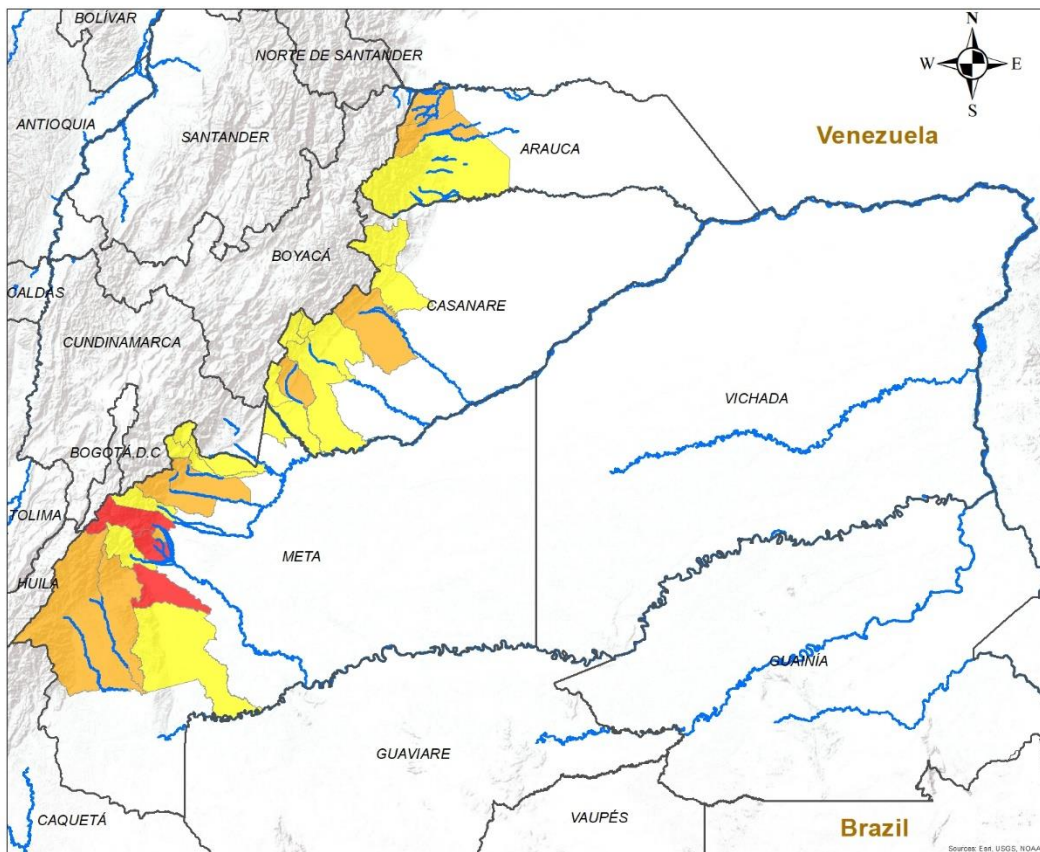 BOLÍVAR
N
NORTE DE SANTANDER
W
E
S
ANTIOQUIA
SANTANDER
Venezuela
ARAUCA
BOYACÁ
CALDAS
CASANARE
CUNDINAMARCA
VICHADA
BOGOTÁ D.C
TOLIMA
META
HUILA
GUAINÍA
GUAVIARE
VAUPÉS
CAQUETÁ
Brazil
Sources: Esri, USGS, NOAA